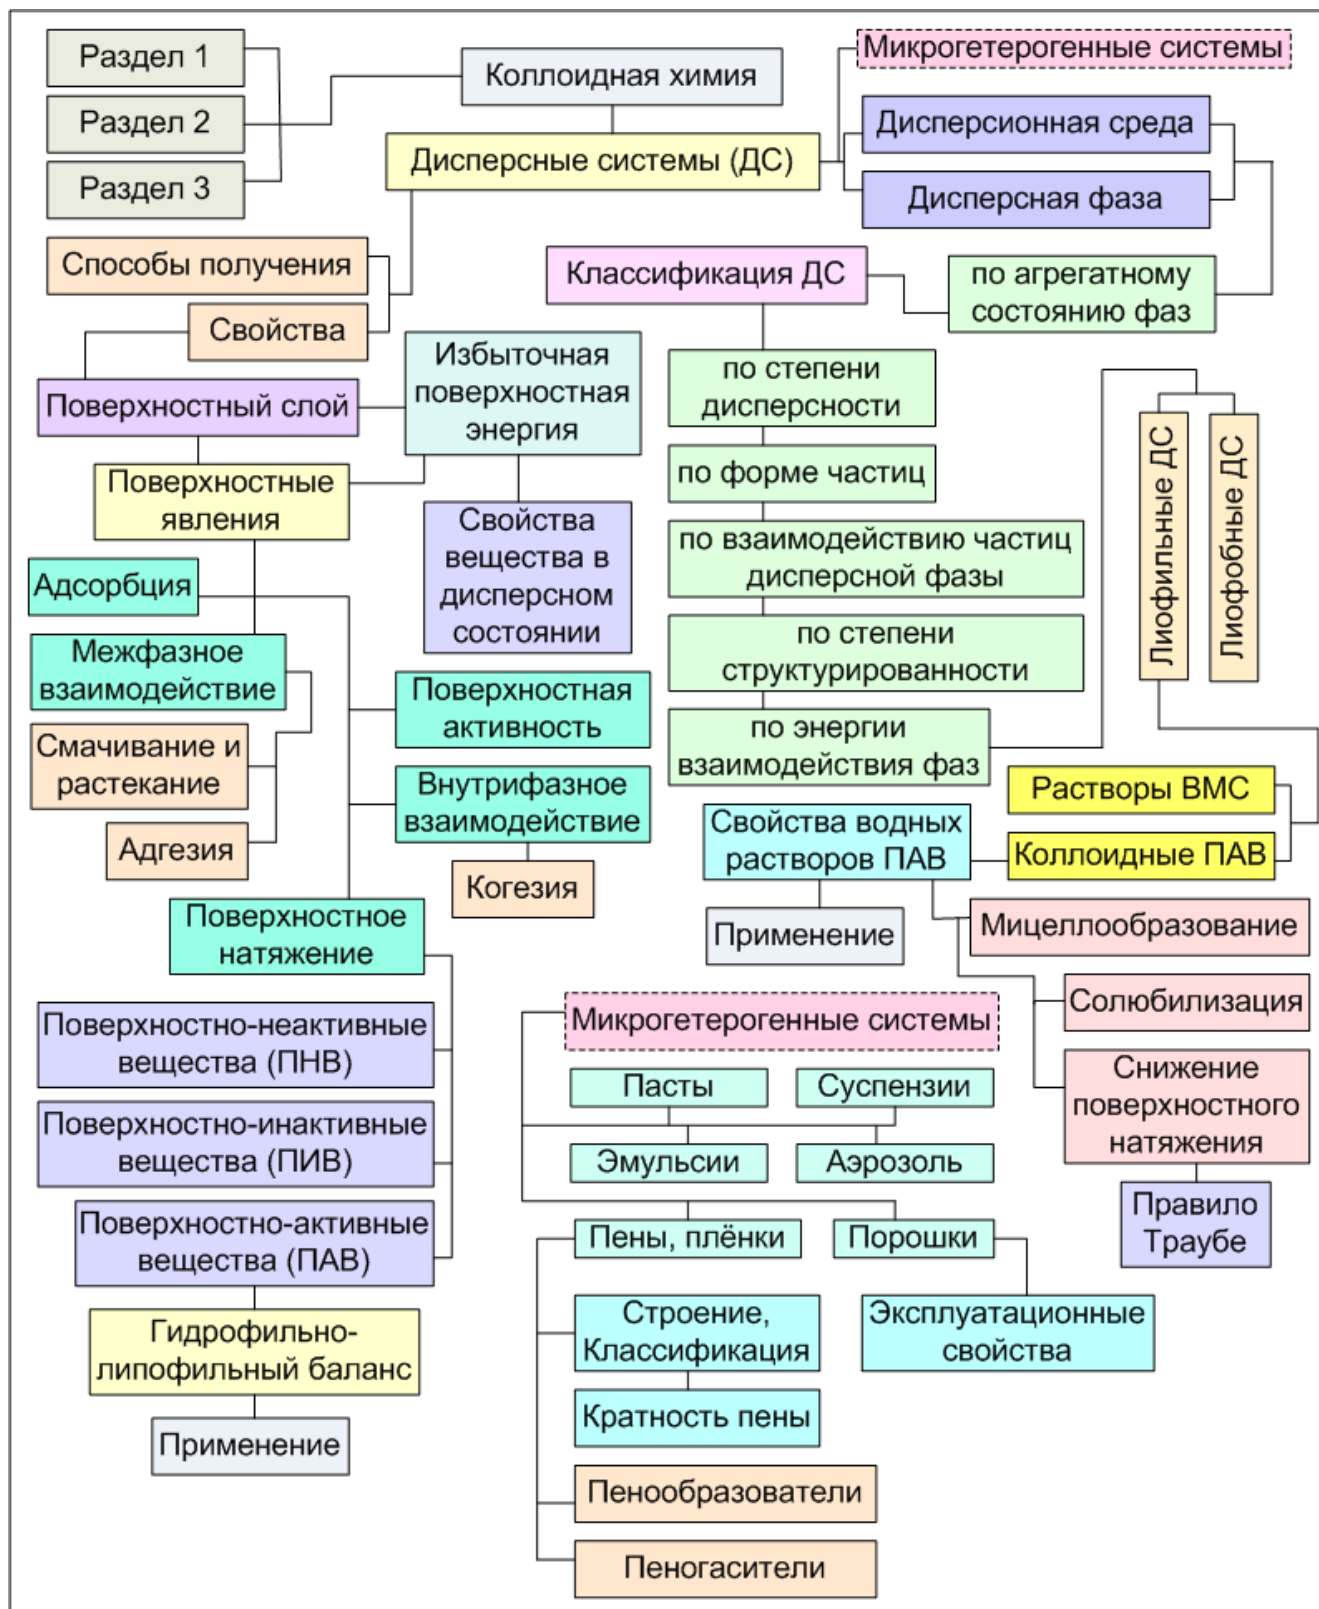 Раздел 1
Раздел 2
Раздел 3
Коллоидная химия
Дисперсные системы (ДС)
Микрогетерогенные системы
Дисперсионная среда
Дисперсная фаза
Способы получения
Свойства
Классификация ДС
по агрегатному
состоянию фаз
Поверхностный слой
Избыточная
поверхностная
энергия
по степени
дисперсности
Лиофильные ДС
Лиофобные ДС
Поверхностные
явления
по форме частиц
Свойства
вещества в
дисперсном
состоянии
по взаимодействию частиц
дисперсной фазы
Адсорбция
Межфазное
взаимодействие
по степени
структурированности
Поверхностная
активность
по энергии
взаимодействия фаз
Смачивание и
растекание
Адгезия
Внутрифазное
взаимодействие
Когезия
Растворы ВМС
Коллоидные ПАВ
Свойства водных
растворов ПАВ
Применение
Мицеллообразование
Солюбилизация
Снижение
поверхностного
натяжения
Правило
Траубе
Поверхностное
натяжение
Поверхностно-неактивные
вещества (ПНВ)
Поверхностно-инактивные
вещества (ПИВ)
Поверхностно-активные
вещества (ПАВ)
Гидрофильно-
липофильный баланс
Применение
Микрогетерогенные системы
Пасты
Суспензии
Эмульсии
Аэрозоль
Пены, плёнки
Порошки
Строение,
Классификация
Эксплуатационные
свойства
Кратность пены
Пенообразователи
Пеногасители